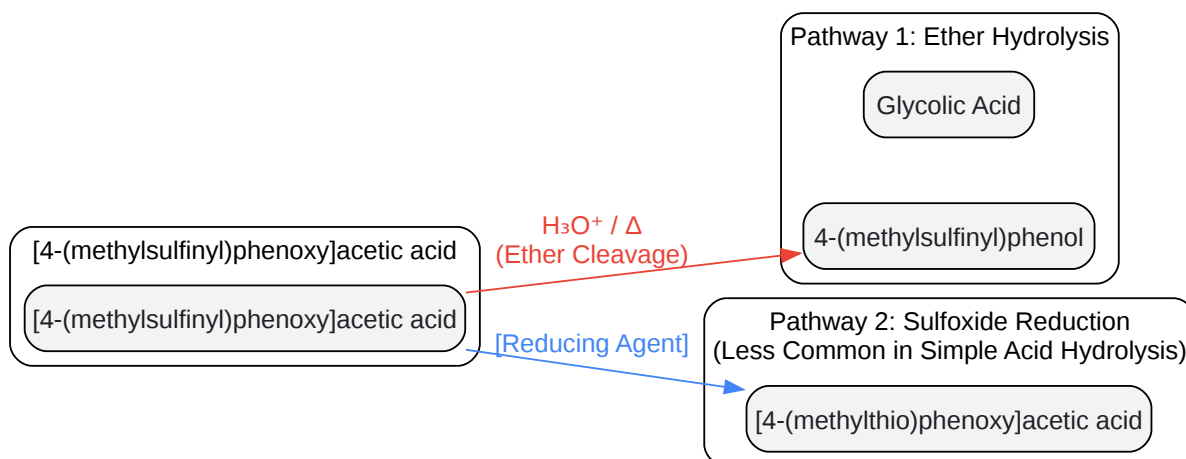 Pathway 1: Ether Hydrolysis
Glycolic Acid
4-(methylsulfinyl)phenol
H₃O⁺ / Δ
(Ether Cleavage)
[4-(methylsulfinyl)phenoxy]acetic acid
[4-(methylsulfinyl)phenoxy]acetic acid
[Reducing Agent]
Pathway 2: Sulfoxide Reduction
(Less Common in Simple Acid Hydrolysis)
[4-(methylthio)phenoxy]acetic acid